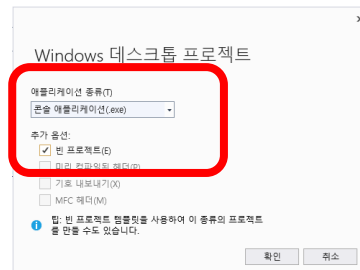 Windows 데스크톱 프로젝트
애플리케이션 종류(T)
콘솔 애플리케이션(.exe)
추가 옵션:
빈 프로젝트(E)
미리 컴파일된 헤더(P)
기호 내보내기(X)
MFC 헤더(M)
팁: 빈 프로젝트 템플릿을 사용하여 이 종류의 프로젝트
를 만들 수도 있습니다.
확인 취소